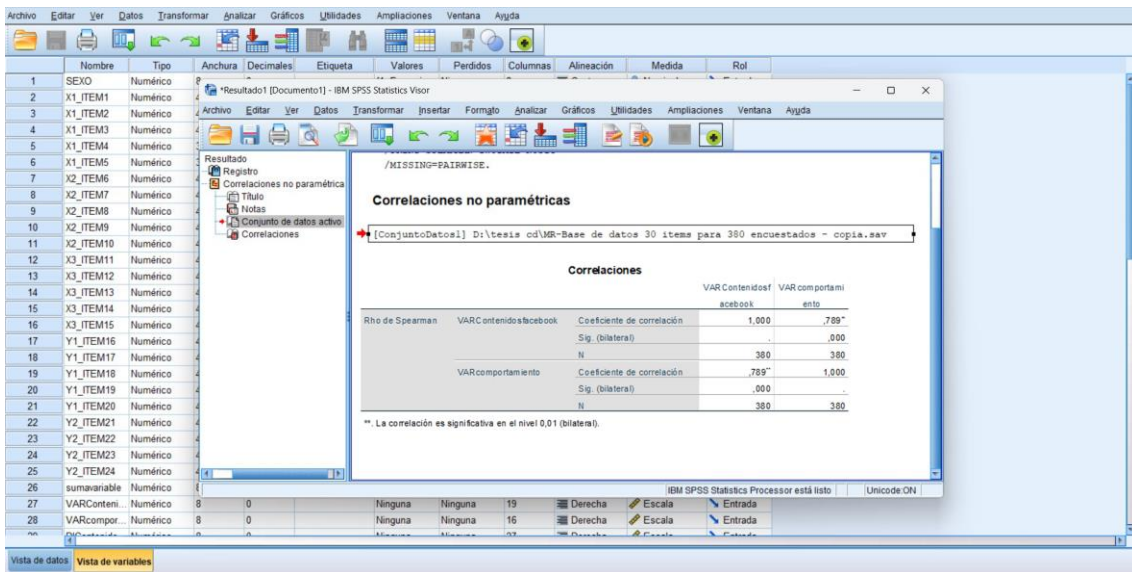 Archivo Editar Ver Datos Transformar Analizar Gráficos Utilidades Ampliaciones Ventana Ayuda
Nombre Tipo Anchura Decimales Etiqueta Valores Perdidos Columnas Alineación Medida Rol
1 SEXO Numérico
2 X1_ITEM1 Numérico
3 X1_ITEM2 Numérico
4 X1_ITEM3 Numérico
5 X1_ITEM4 Numérico
6 X1_ITEM5 Numérico
7 X2_ITEM6 Numérico
8 X2_ITEM7 Numérico
9 X2_ITEM8 Numérico
10 X2_ITEM9 Numérico
11 X2_ITEM10 Numérico
12 X3_ITEM11 Numérico
13 X3_ITEM12 Numérico
14 X3_ITEM13 Numérico
15 X3_ITEM14 Numérico
16 X3_ITEM15 Numérico
17 Y1_ITEM16 Numérico
18 Y1_ITEM17 Numérico
19 Y1_ITEM18 Numérico
20 Y1_ITEM19 Numérico
21 Y1_ITEM20 Numérico
22 Y2_ITEM21 Numérico
23 Y2_ITEM22 Numérico
24 Y2_ITEM23 Numérico
25 Y2_ITEM24 Numérico
26 sumavariable Numérico
27 VARConteni... Numérico 8 0 Ninguna Ninguna 19 Derecha Escala Entrada
28 VARcompor... Numérico 8 0 Ninguna Ninguna 16 Derecha Escala Entrada
Vista de datos Vista de variables
*Resultado1 [Documento1] - IBM SPSS Statistics Visor
Archivo Editar Ver Datos Transformar Insertar Formato Analizar Gráficos Utilidades Ampliaciones Ventana Ayuda
Resultado
Registro
Correlaciones no paramétrica
Título
Notas
Conjunto de datos activo
Correlaciones
/MISSING=PAIRWISE.
Correlaciones no paramétricas
[ConjuntoDatos1] D:\tesis cd\MR-Base de datos 30 items para 380 encuestados - copia.sav
Correlaciones
VARContenidosf VARcomportami
acebook ento
Rho de Spearman VARContenidosfacebook Coeficiente de correlación 1,000 ,789**
Sig. (bilateral) . ,000
N 380 380
VARcomportamiento Coeficiente de correlación ,789** 1,000
Sig. (bilateral) ,000 .
N 380 380
**. La correlación es significativa en el nivel 0,01 (bilateral).
IBM SPSS Statistics Processor está listo Unicode:ON